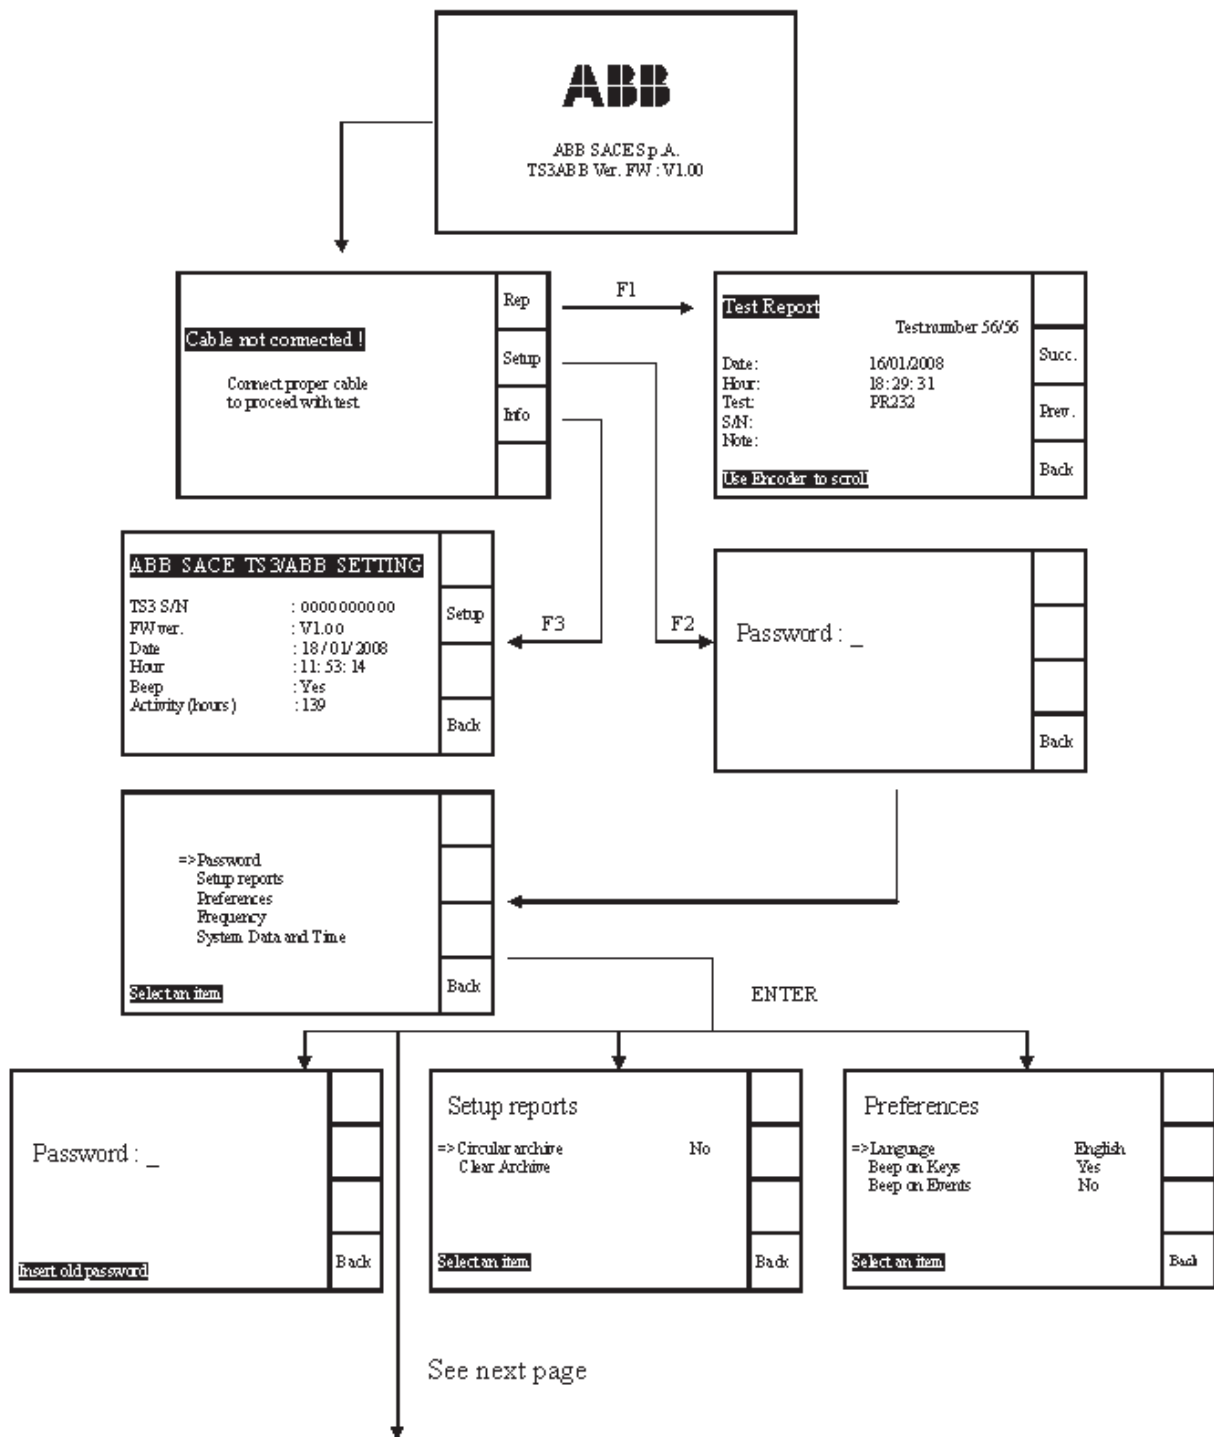 ABB
ABB SACE S.p.A.
TS3ABB Ver. FW : V1.00
Cable not connected !
Connect proper cable
to proceed with test
Rep
Setup
Info
F1
Test Report
Test number 56/56
Date: 16/01/2008
Hour: 18: 29: 31
Test: PR232
S/N:
Note:
Use Encoder to scroll
Succ.
Prev.
Back
ABB SACE TS3/ABB SETTING
TS3 S/N : 0000000000
FW ver. : V1.00
Date : 18/01/2008
Hour : 11: 53: 14
Beep : Yes
Activity (hours) : 139
Setup
Back
F3
F2
Password : _
Back
=> Password
Setup reports
Preferences
Frequency
System Data and Time
Select an item
Back
ENTER
Password : _
Insert old password
Back
Setup reports
=> Circular archive No
Clear Archive
Select an item
Back
Preferences
=> Language English
Beep on Keys Yes
Beep on Events No
Select an item
Back
See next page